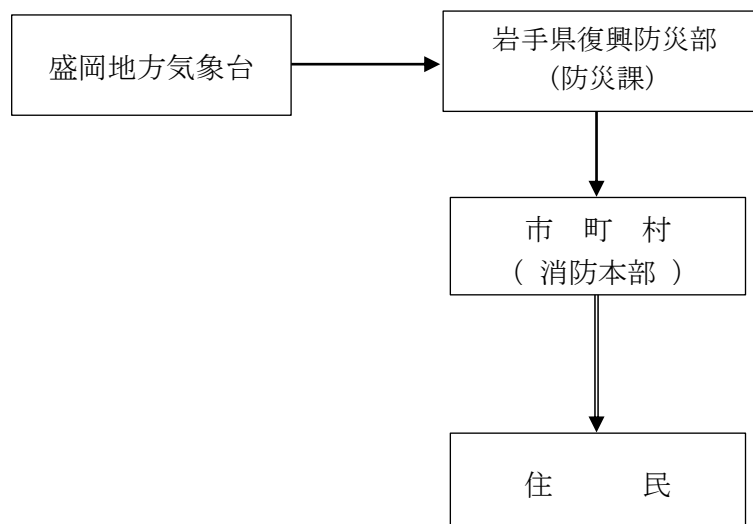 盛岡地方気象台
岩手県復興防災部
(防災課)
市　町　村
( 消防本部 )
住　　　民